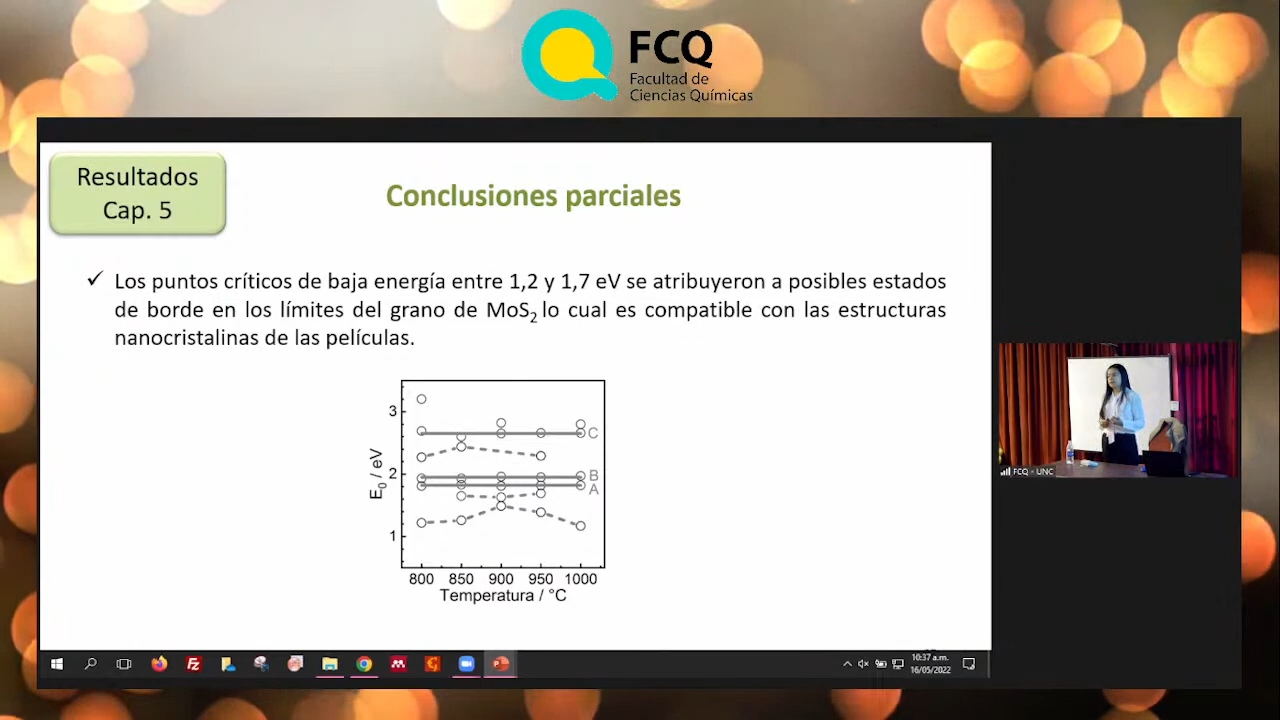 FCQ
Facultad de
Ciencias Químicas
Resultados
Cap. 5
Conclusiones parciales
✓ Los puntos críticos de baja energía entre 1,2 y 1,7 eV se atribuyeron a posibles estados
de borde en los límites del grano de MoS2 lo cual es compatible con las estructuras
nanocristalinas de las películas.
3
2
1
E0 / eV
C
B
A
800 850 900 950 1000
Temperatura / °C
FCQ - UNC
10:37 a.m.
16/05/2022